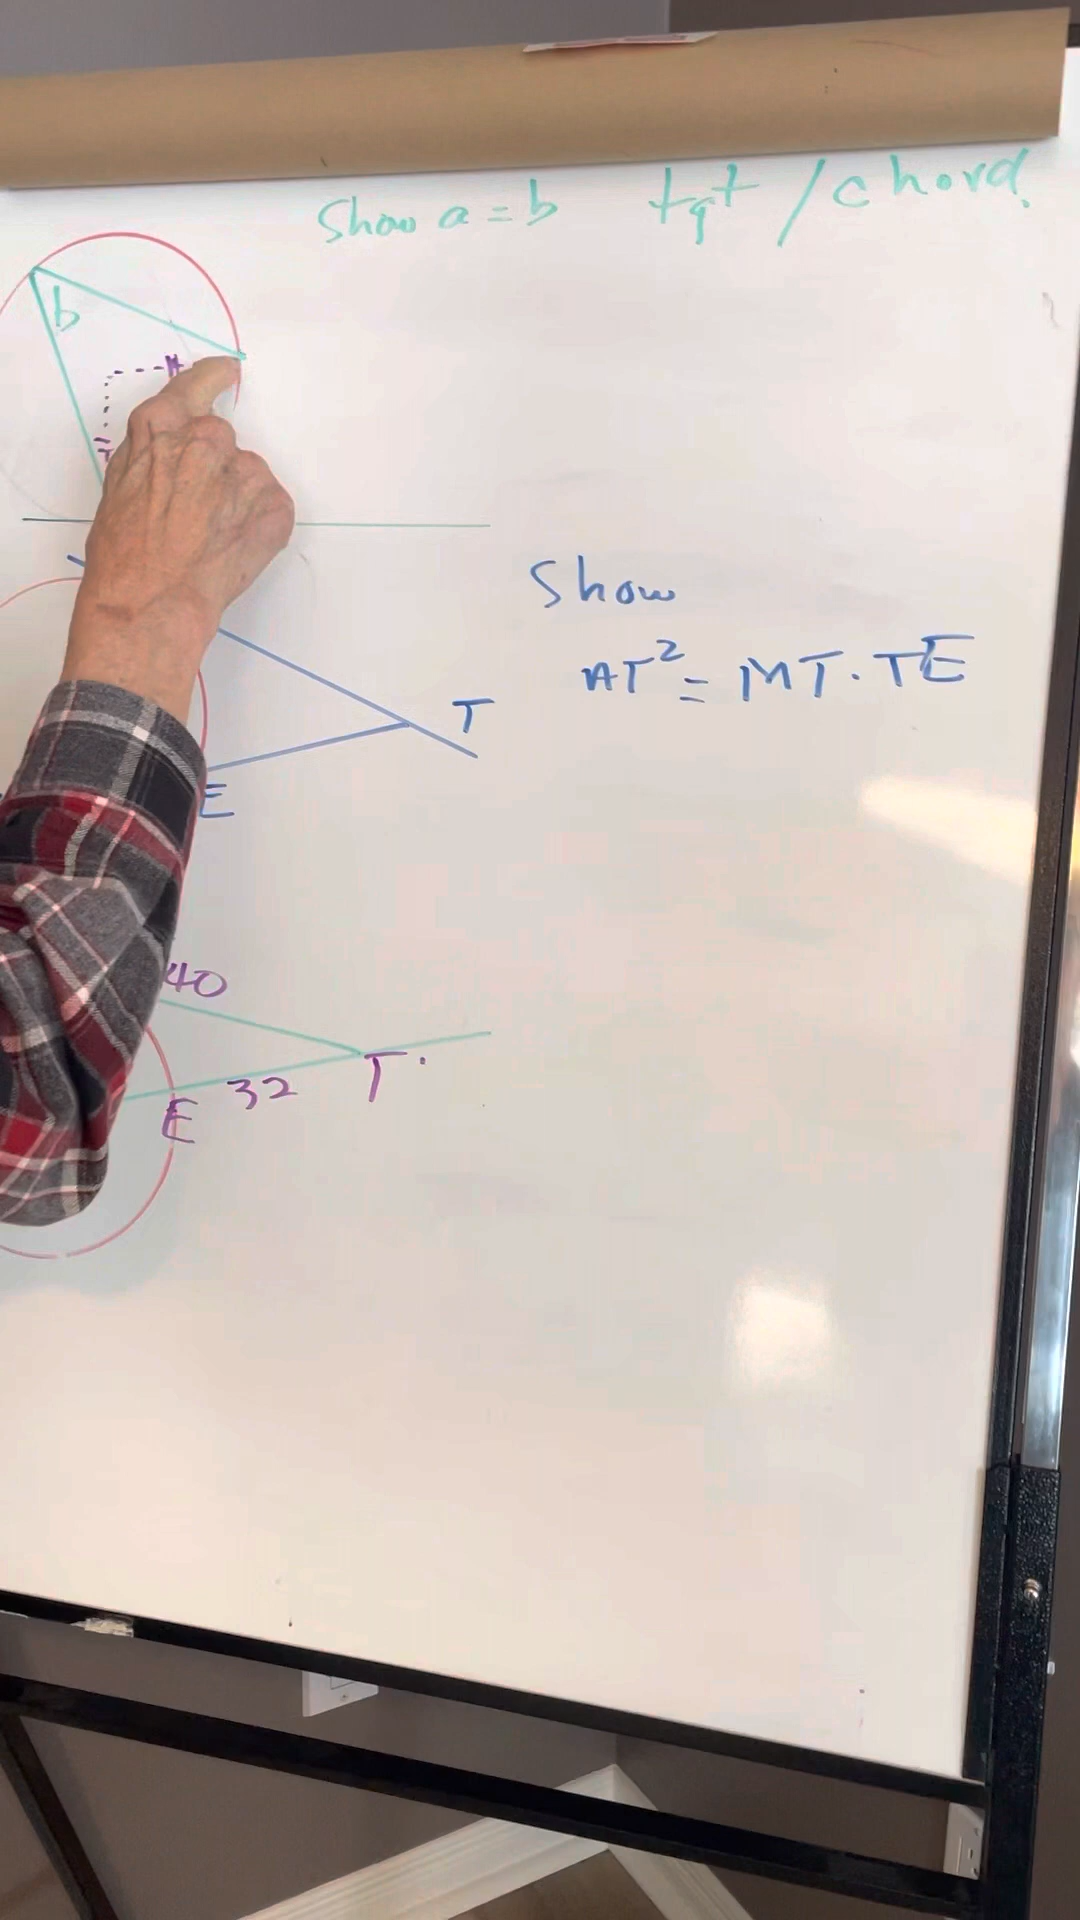 Show a = b tgt / chord.
b
Show
AT² = MT · TE
T
E
40
32 T
E